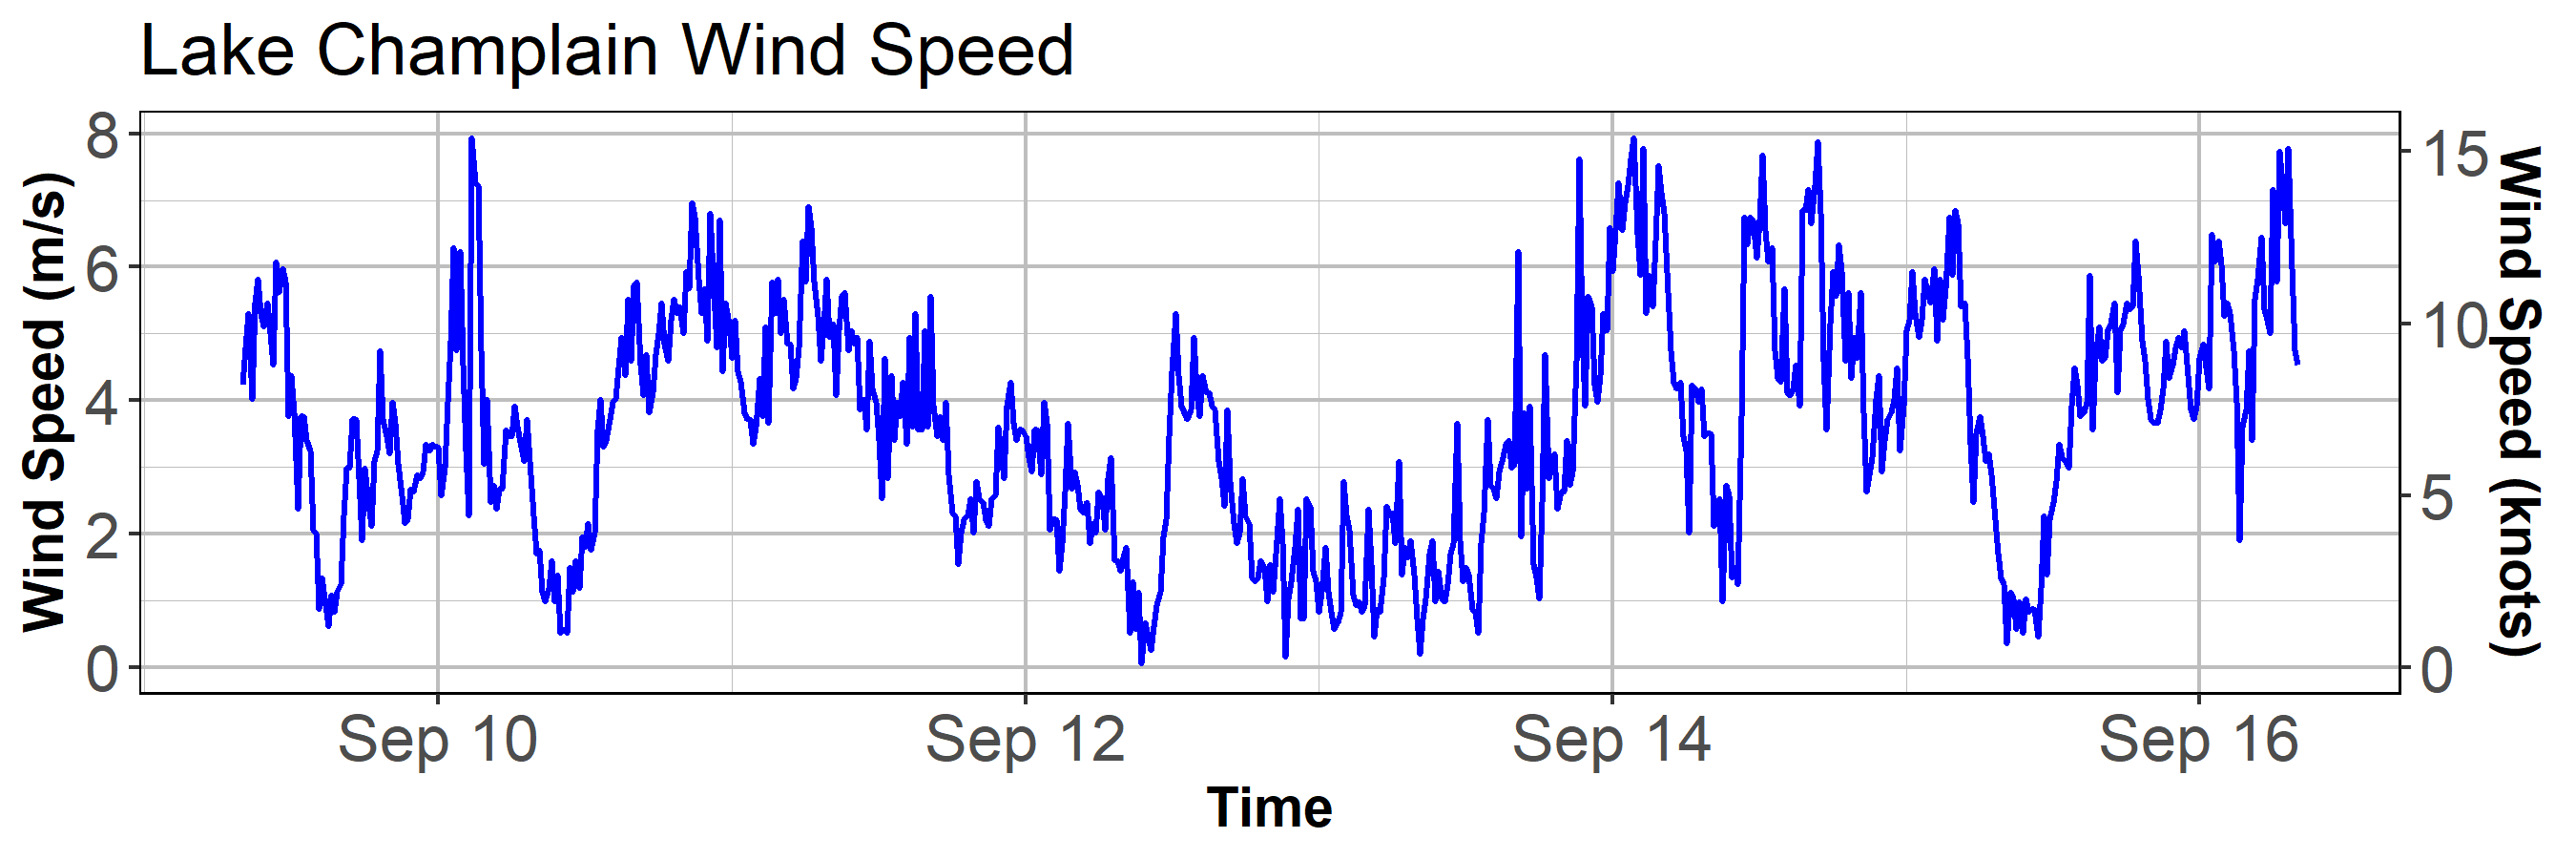 Lake Champlain Wind Speed
Wind Speed (m/s)
8
6
4
2
0
15
10
5
0
Wind Speed (knots)
Sep 10
Sep 12
Sep 14
Sep 16
Time